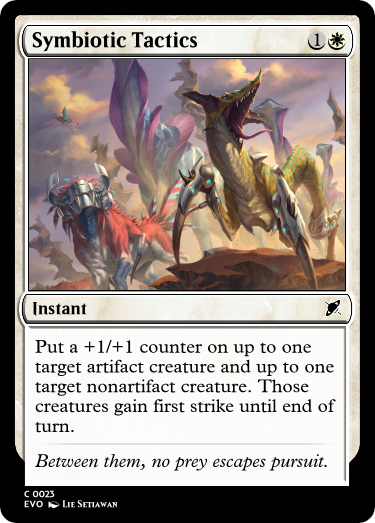 Symbiotic Tactics 1
Instant
Put a +1/+1 counter on up to one
target artifact creature and up to one
target nonartifact creature. Those
creatures gain first strike until end of
turn.
Between them, no prey escapes pursuit.
C 0023
EVO Lie Setiawan